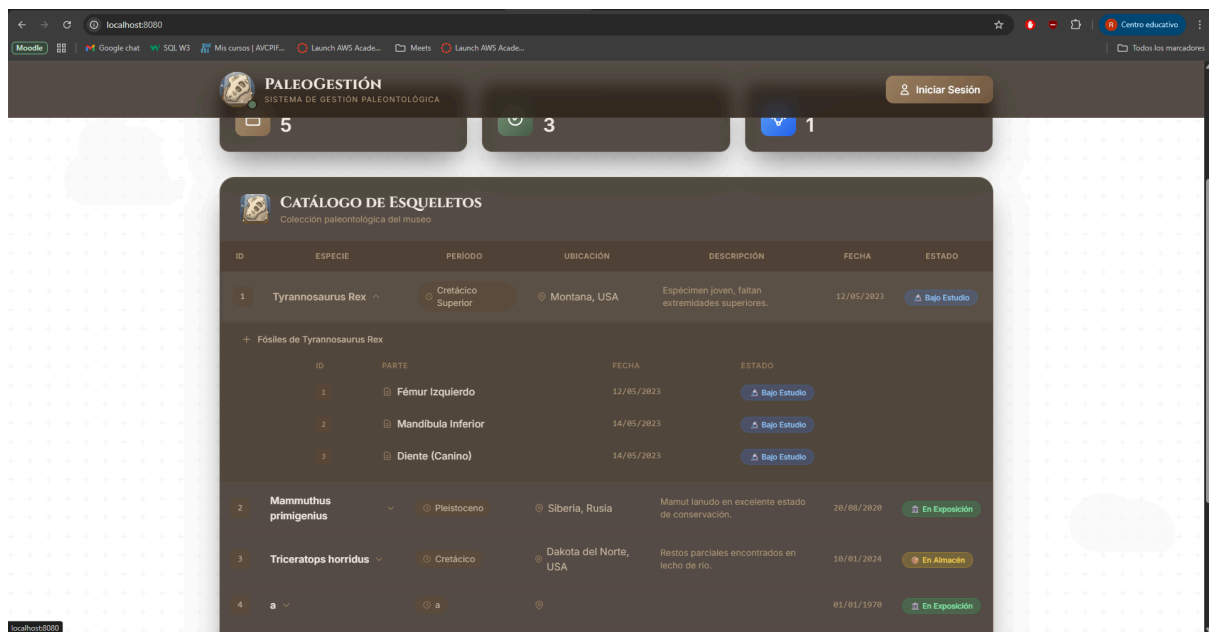 localhost:8080
Centro educativo
Moodle
Google chat
SQL W3
Mis cursos | AVCPIF...
Launch AWS Acade...
Meets
Launch AWS Acade...
Todos los marcadores
PALEOGESTIÓN
SISTEMA DE GESTIÓN PALEONTOLÓGICA
Iniciar Sesión
5
3
1
CATÁLOGO DE ESQUELETOS
Colección paleontológica del museo
ID ESPECIE PERÍODO UBICACIÓN DESCRIPCIÓN FECHA ESTADO
1 Tyrannosaurus Rex Cretácico Superior Montana, USA Espécimen joven, faltan extremidades superiores. 12/05/2023 Bajo Estudio
+ Fósiles de Tyrannosaurus Rex
ID PARTE FECHA ESTADO
1 Fémur Izquierdo 12/05/2023 Bajo Estudio
2 Mandíbula Inferior 14/05/2023 Bajo Estudio
3 Diente (Canino) 14/05/2023 Bajo Estudio
2 Mammuthus primigenius Pleistoceno Siberia, Rusia Mamut lanudo en excelente estado de conservación. 20/08/2020 En Exposición
3 Triceratops horridus Cretácico Dakota del Norte, USA Restos parciales encontrados en lecho de río. 10/01/2024 En Almacén
4 a a 01/01/1970 En Exposición
localhost:8080